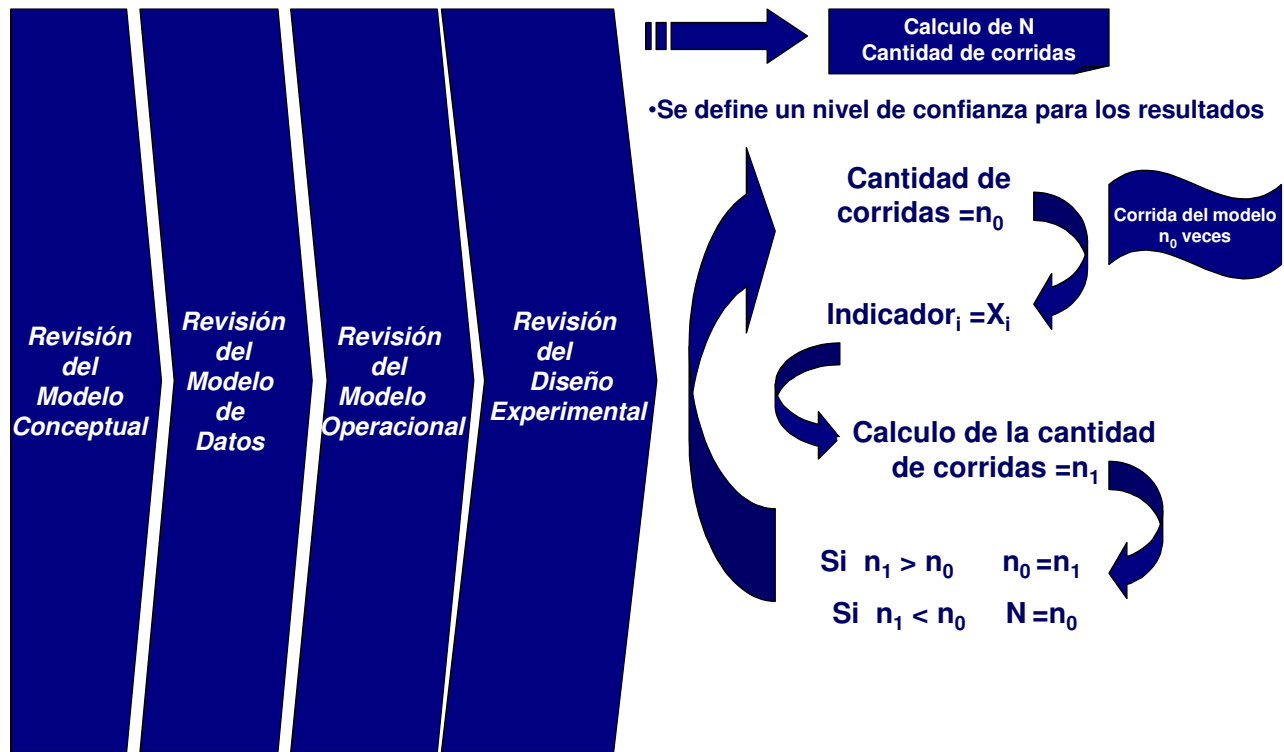 Revisión
del
Modelo
Conceptual
Revisión
del
Modelo
de
Datos
Revisión
del
Modelo
Operacional
Revisión
del
Diseño
Experimental
Calculo de N
Cantidad de corridas
•Se define un nivel de confianza para los resultados
Cantidad de
corridas =n₀
Corrida del modelo
n₀ veces
Indicadorᵢ =Xᵢ
Calculo de la cantidad
de corridas =n₁
Si n₁ > n₀ n₀ =n₁
Si n₁ < n₀ N =n₀